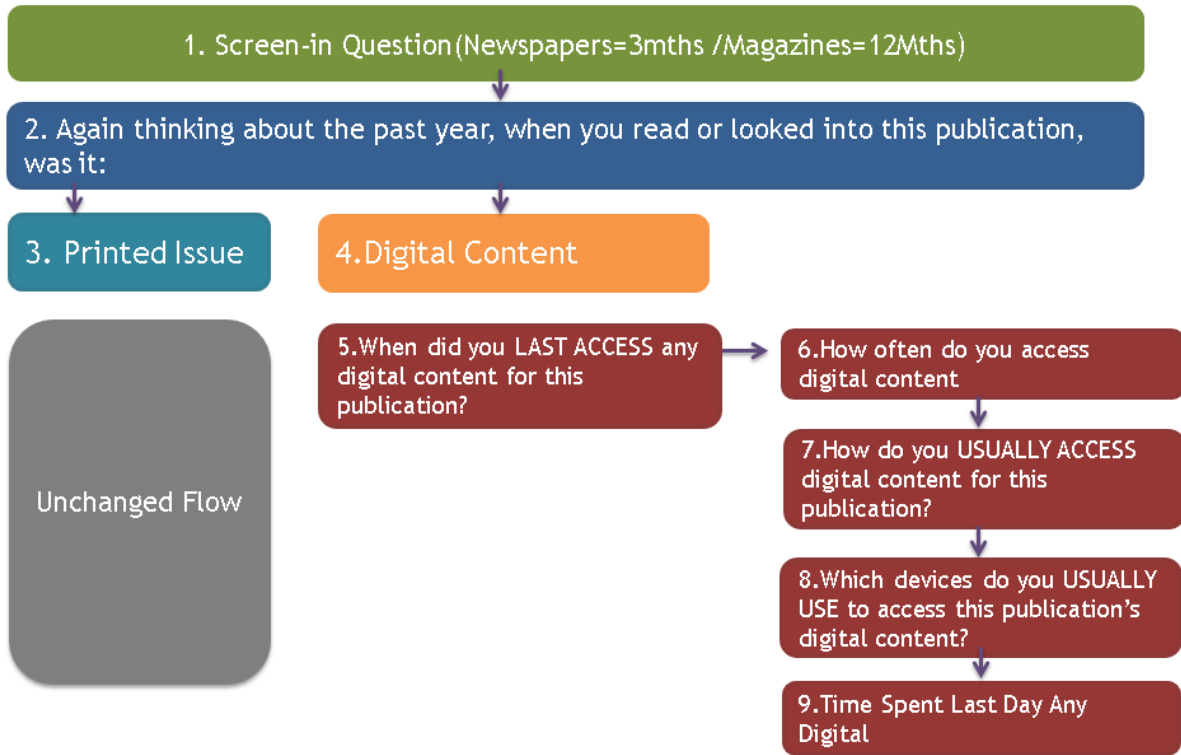 1. Screen-in Question(Newspapers=3mths /Magazines=12Mths)
2. Again thinking about the past year, when you read or looked into this publication,
was it:
3. Printed Issue
4.Digital Content
Unchanged Flow
5.When did you LAST ACCESS any
digital content for this
publication?
6.How often do you access
digital content
7.How do you USUALLY ACCESS
digital content for this
publication?
8.Which devices do you USUALLY
USE to access this publication's
digital content?
9.Time Spent Last Day Any
Digital